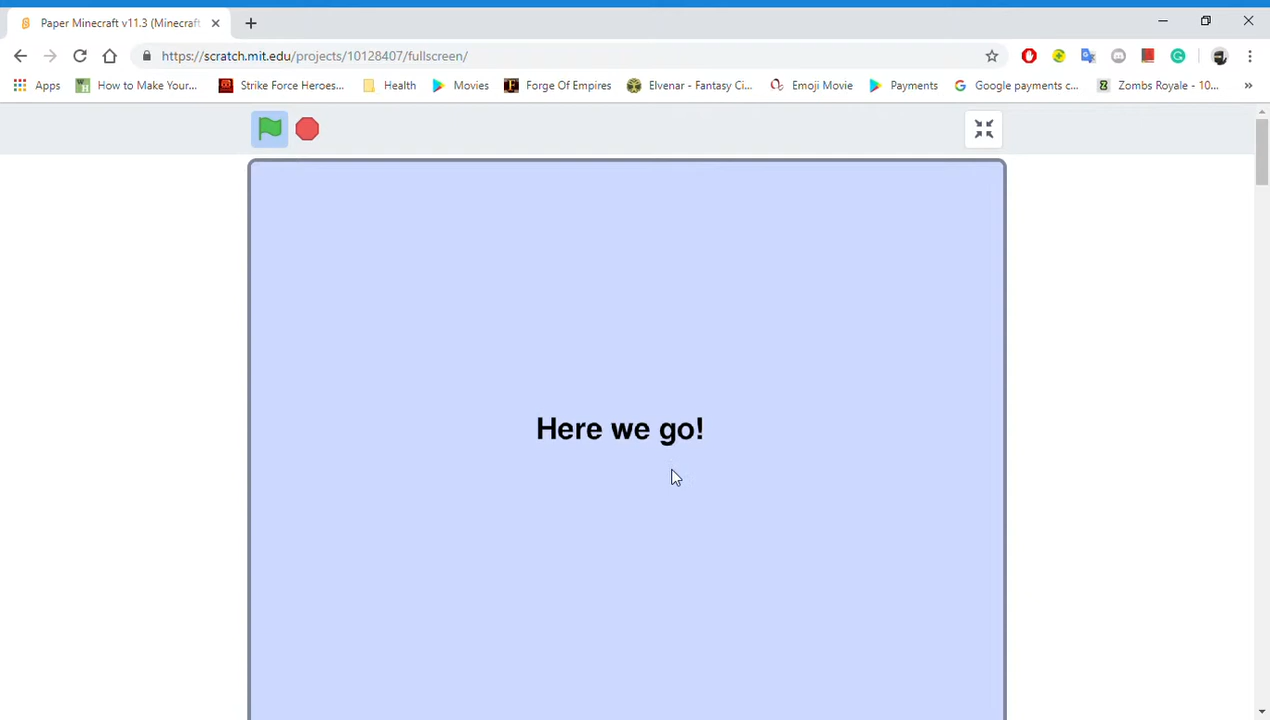 Paper Minecraft v11.3 (Minecraft
https://scratch.mit.edu/projects/10128407/fullscreen/
Apps How to Make Your... Strike Force Heroes... Health Movies Forge Of Empires Elvenar - Fantasy Ci... Emoji Movie Payments Google payments c... Zombs Royale - 10...
Here we go!